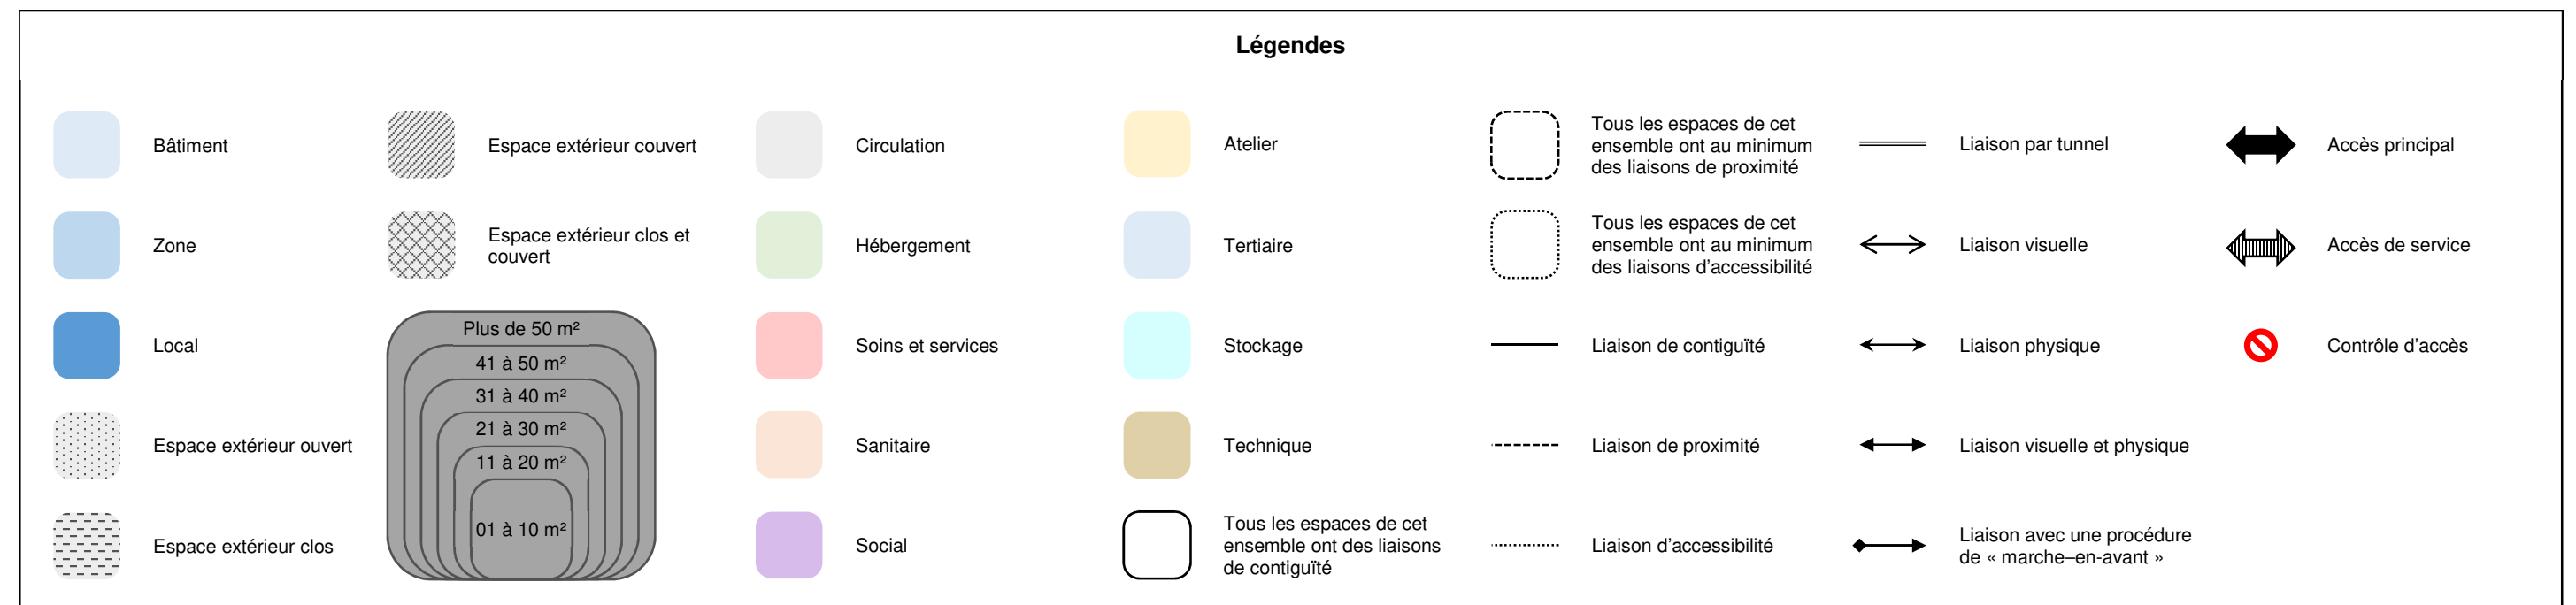 Légendes
Bâtiment
Zone
Local
Espace extérieur ouvert
Espace extérieur clos
Espace extérieur couvert
Espace extérieur clos et
couvert
Plus de 50 m²
41 à 50 m²
31 à 40 m²
21 à 30 m²
11 à 20 m²
01 à 10 m²
Circulation
Hébergement
Soins et services
Sanitaire
Social
Atelier
Tertiaire
Stockage
Technique
Tous les espaces de cet
ensemble ont des liaisons
de contiguïté
Tous les espaces de cet
ensemble ont au minimum
des liaisons de proximité
Tous les espaces de cet
ensemble ont au minimum
des liaisons d’accessibilité
Liaison de contiguïté
Liaison de proximité
Liaison d’accessibilité
Liaison par tunnel
Liaison visuelle
Liaison physique
Liaison visuelle et physique
Liaison avec une procédure
de « marche–en-avant »
Accès principal
Accès de service
Contrôle d’accès